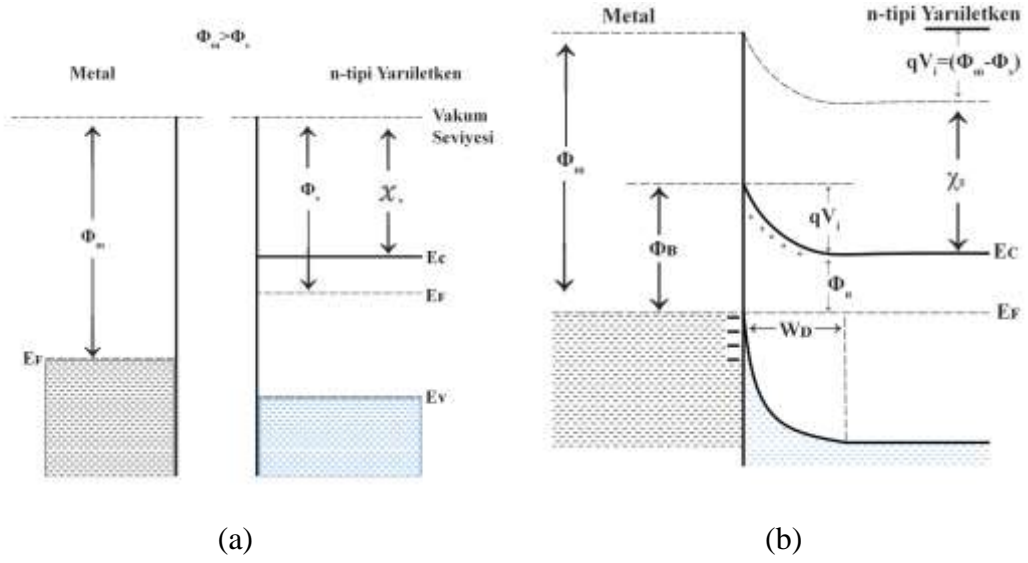 Φm>Φs
Metal
n-tipi Yarıiletken
Vakum
Seviyesi
Φm
Φs
χs
Ec
EF
EF
Ev
(a)
Metal
n-tipi Yarıiletken
qVi=(Φm-Φs)
Φm
χs
qVi
ΦB
Ec
Φn
EF
WD
(b)